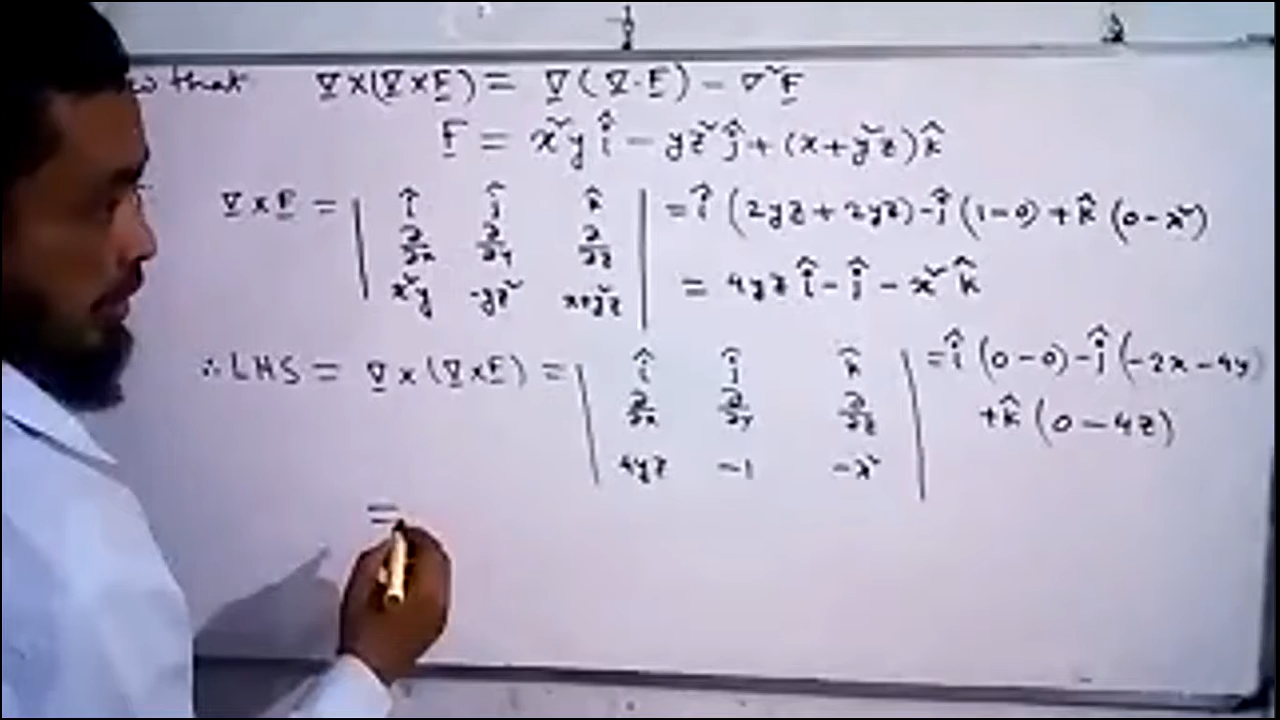 w that ∇×(∇×F) = ∇(∇·F) − ∇²F
F = x²y î − yz² ĵ + (x+y²z) k̂
∇×F = | î ĵ k̂ | = î (2yz + 2yz) − ĵ (1−0) + k̂ (0−x²)
∂/∂x ∂/∂y ∂/∂z
x²y −yz² x+y²z
= 4yz î − ĵ − x² k̂
∴ LHS = ∇×(∇×F) = | î ĵ k̂ | = î (0−0) − ĵ (−2x−4y)
∂/∂x ∂/∂y ∂/∂z + k̂ (0−4z)
4yz −1 −x²
=